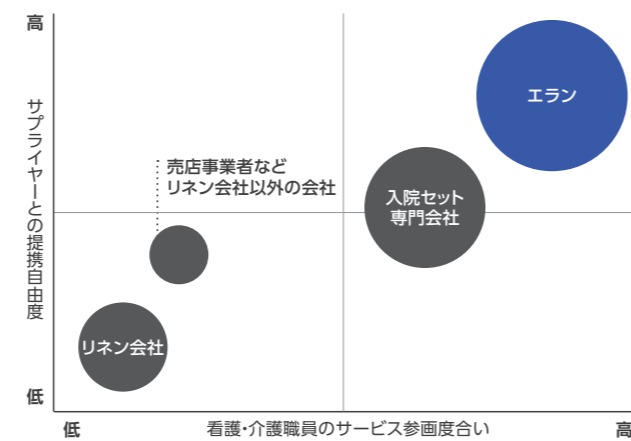 高
サプライヤーとの提携自由度
低
エラン
売店事業者など
リネン会社以外の会社
入院セット
専門会社
リネン会社
低
看護・介護職員のサービス参画度合い
高